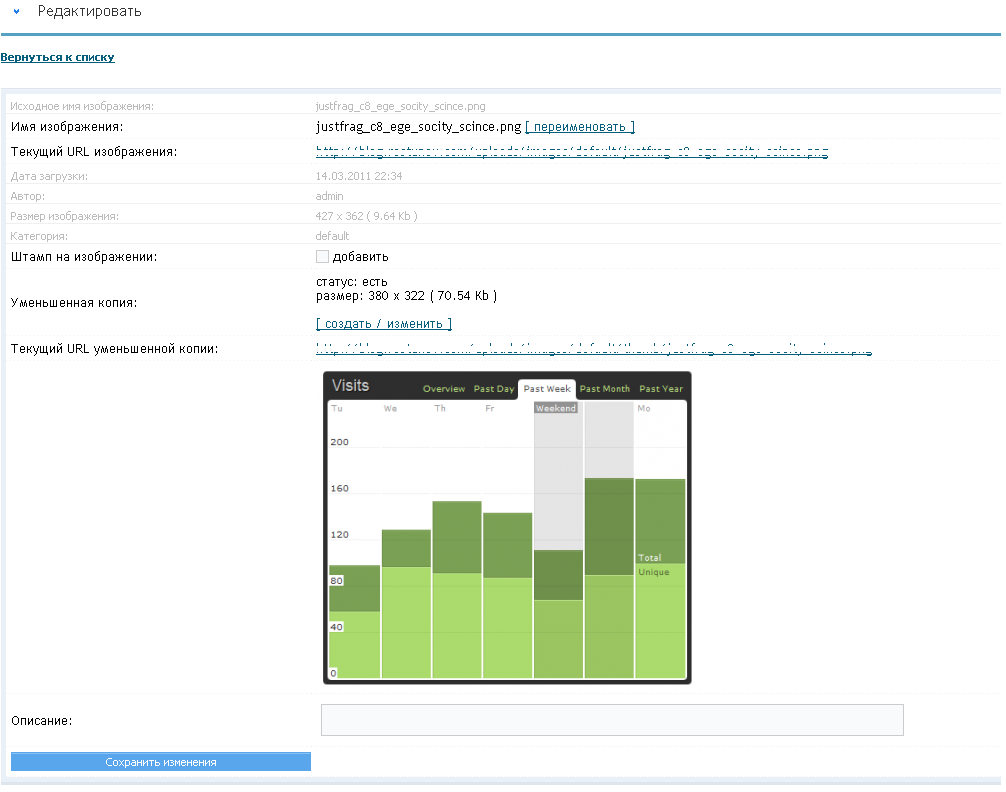 Редактировать
Вернуться к списку
Исходное имя изображения: justfrag_c8_ege_socity_scince.png
Имя изображения: justfrag_c8_ege_socity_scince.png [ переименовать ]
Текущий URL изображения:
Дата загрузки: 14.03.2011 22:34
Автор: admin
Размер изображения: 427 x 362 ( 9.64 Kb )
Категория: default
Штамп на изображении: добавить
Уменьшенная копия: статус: есть
размер: 380 x 322 ( 70.54 Kb )
[ создать / изменить ]
Текущий URL уменьшенной копии:
Visits Overview Past Day Past Week Past Month Past Year
Tu We Th Fr Weekend Mo
200
160
120
Total
Unique
80
40
0
Описание:
Сохранить изменения